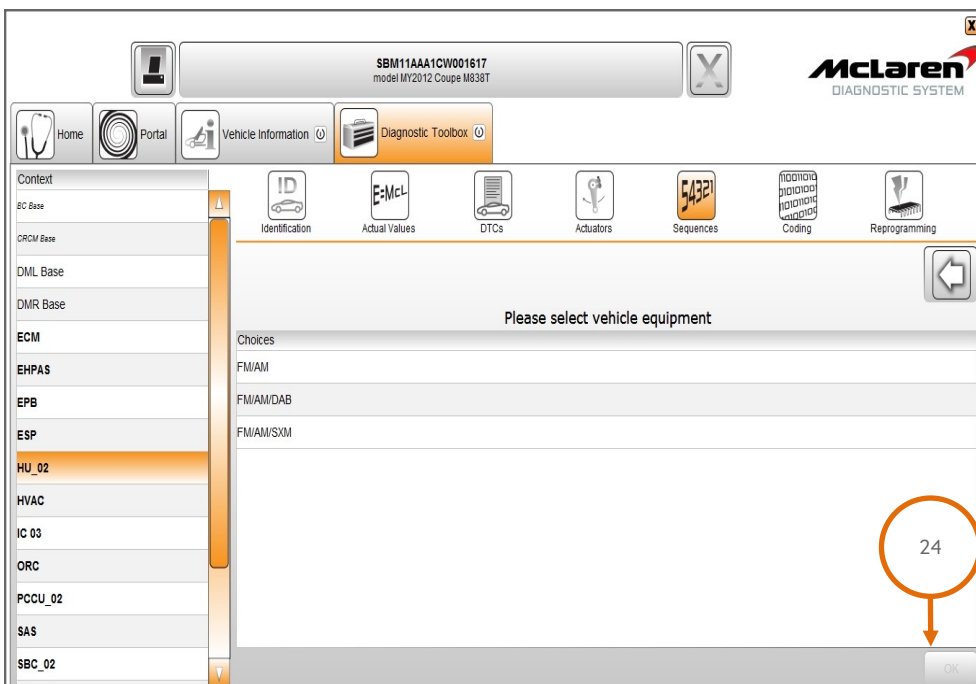 X
SBM11AAA1CW001617
model MY2012 Coupe M838T
X
McLaren
DIAGNOSTIC SYSTEM
Home
Portal
Vehicle Information
Diagnostic Toolbox
Context
BC Base
CRCM Base
DML Base
DMR Base
ECM
EHPAS
EPB
ESP
HU_02
HVAC
IC 03
ORC
PCCU_02
SAS
SBC_02
ID
Identification
E=McL
Actual Values
DTCs
Actuators
54321
Sequences
Coding
Reprogramming
Please select vehicle equipment
Choices
FM/AM
FM/AM/DAB
FM/AM/SXM
24
OK